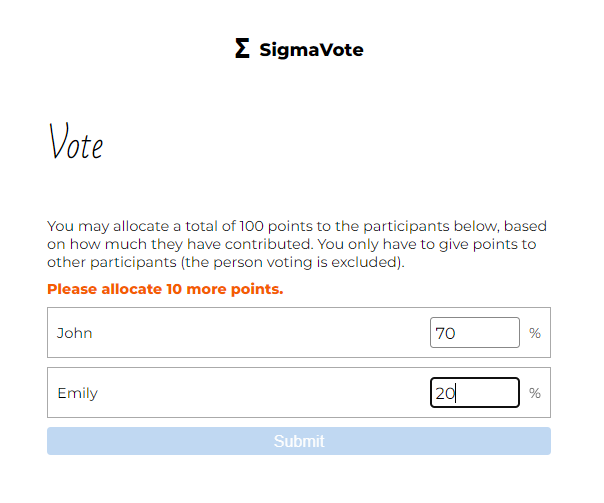 Σ SigmaVote
Vote
You may allocate a total of 100 points to the participants below, based
on how much they have contributed. You only have to give points to
other participants (the person voting is excluded).
Please allocate 10 more points.
John 70 %
Emily 20 %
Submit